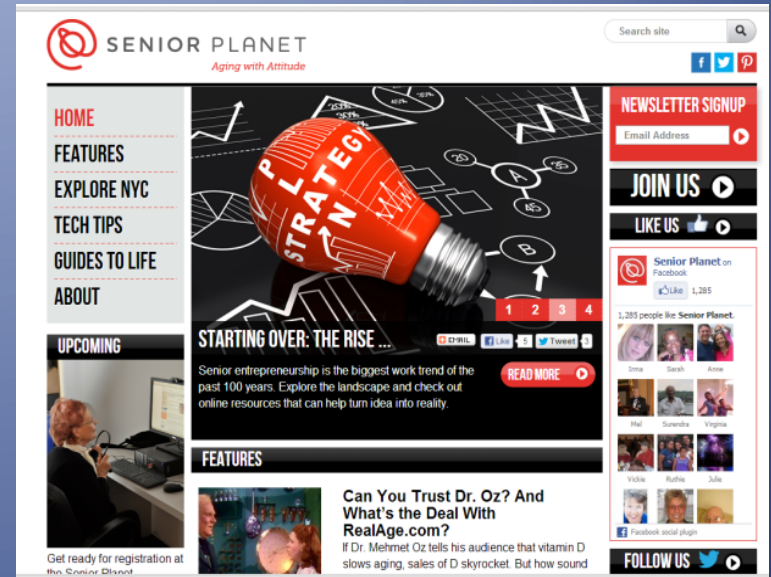 SENIOR PLANET
Aging with Attitude
Search site
HOME
FEATURES
EXPLORE NYC
TECH TIPS
GUIDES TO LIFE
ABOUT
UPCOMING
Get ready for registration at
the Senior Planet
PLAN
STRATEGY
20
35
A
45
B
1 2 3 4
STARTING OVER: THE RISE ...
EMAIL
Like 5
Tweet 3
Senior entrepreneurship is the biggest work trend of the
past 100 years. Explore the landscape and check out
online resources that can help turn idea into reality.
READ MORE
FEATURES
Can You Trust Dr. Oz? And
What's the Deal With
RealAge.com?
If Dr. Mehmet Oz tells his audience that vitamin D
slows aging, sales of D skyrocket. But how sound
NEWSLETTER SIGNUP
Email Address
JOIN US
LIKE US
Senior Planet on
Facebook
Like 1,285
1,285 people like Senior Planet.
Irma Sarah Anne
Mel Surendra Virginia
Vickie Ruthie Julie
Facebook social plugin
FOLLOW US